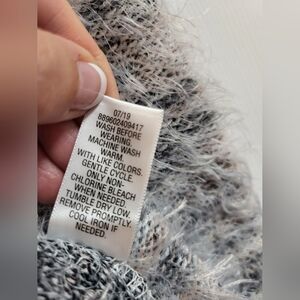 07/19
889602409417
WASH BEFORE
WEARING.
MACHINE WASH
WARM
WITH LIKE COLORS.
GENTLE CYCLE.
ONLY NON-
CHLORINE BLEACH
WHEN NEEDED.
TUMBLE DRY LOW.
REMOVE PROMPTLY.
COOL IRON IF
NEEDED.